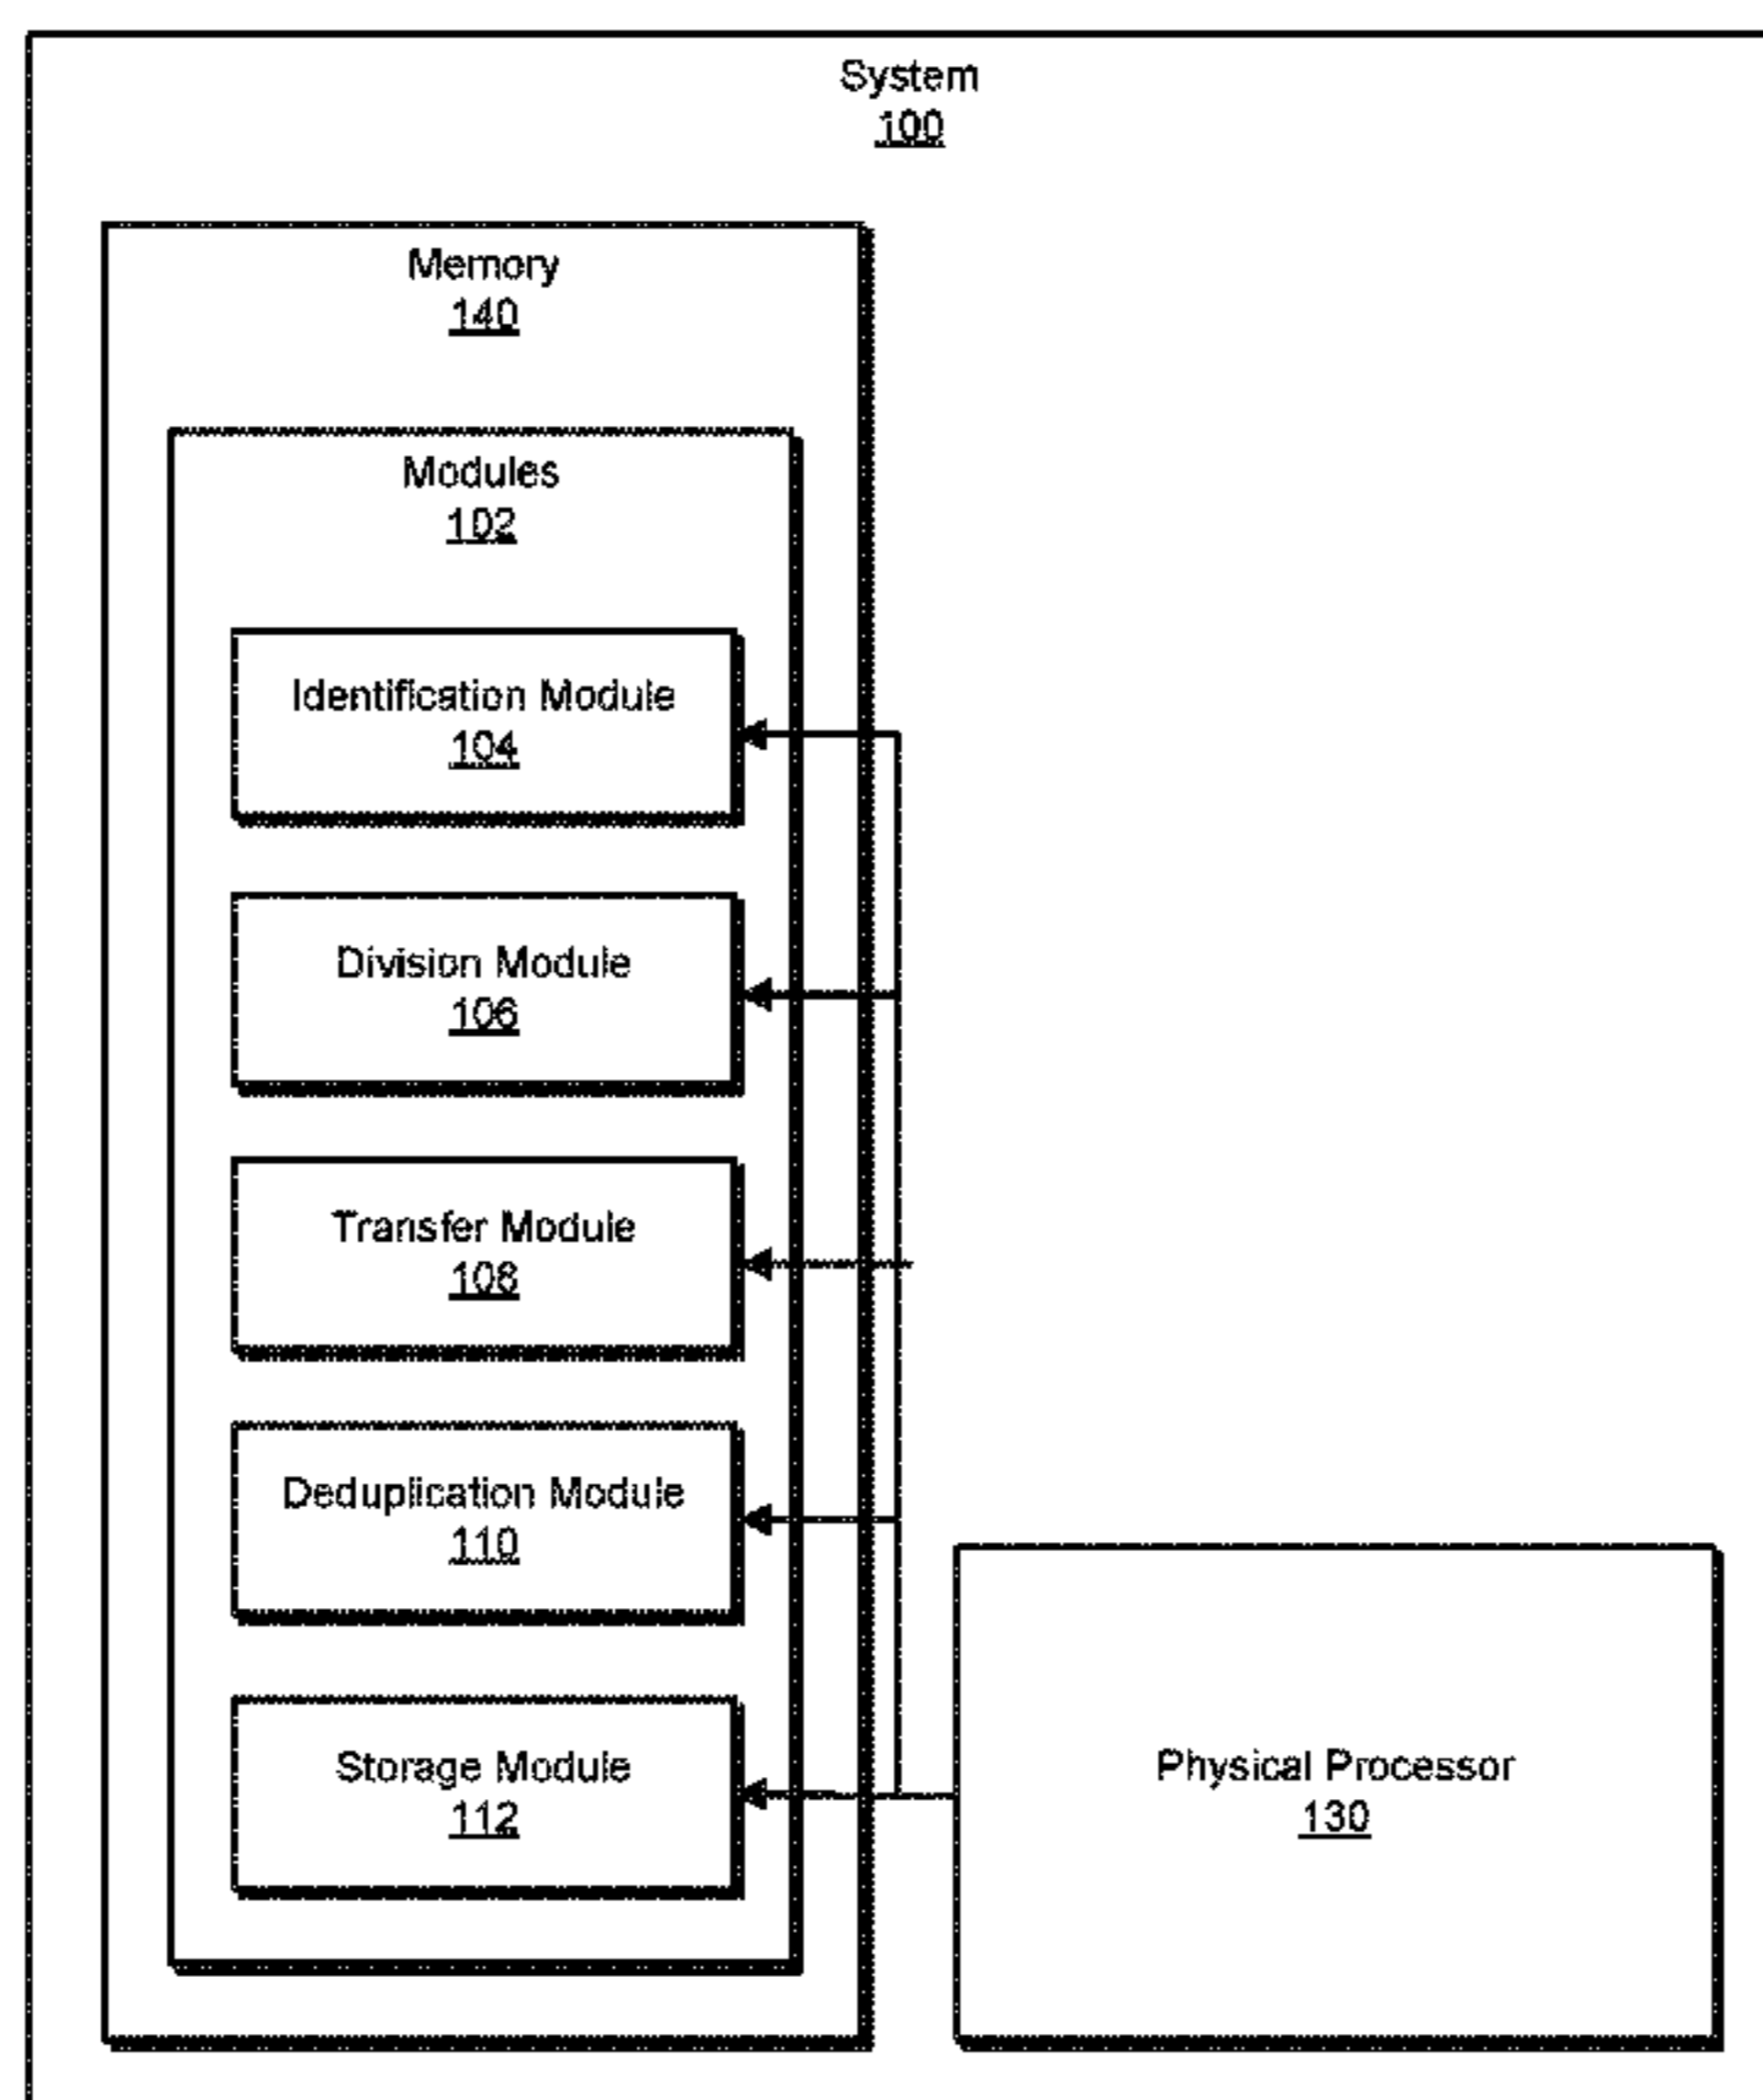 System
100
Memory
140
Modules
102
Identification Module
104
Division Module
106
Transfer Module
108
Deduplication Module
110
Storage Module
112
Physical Processor
130